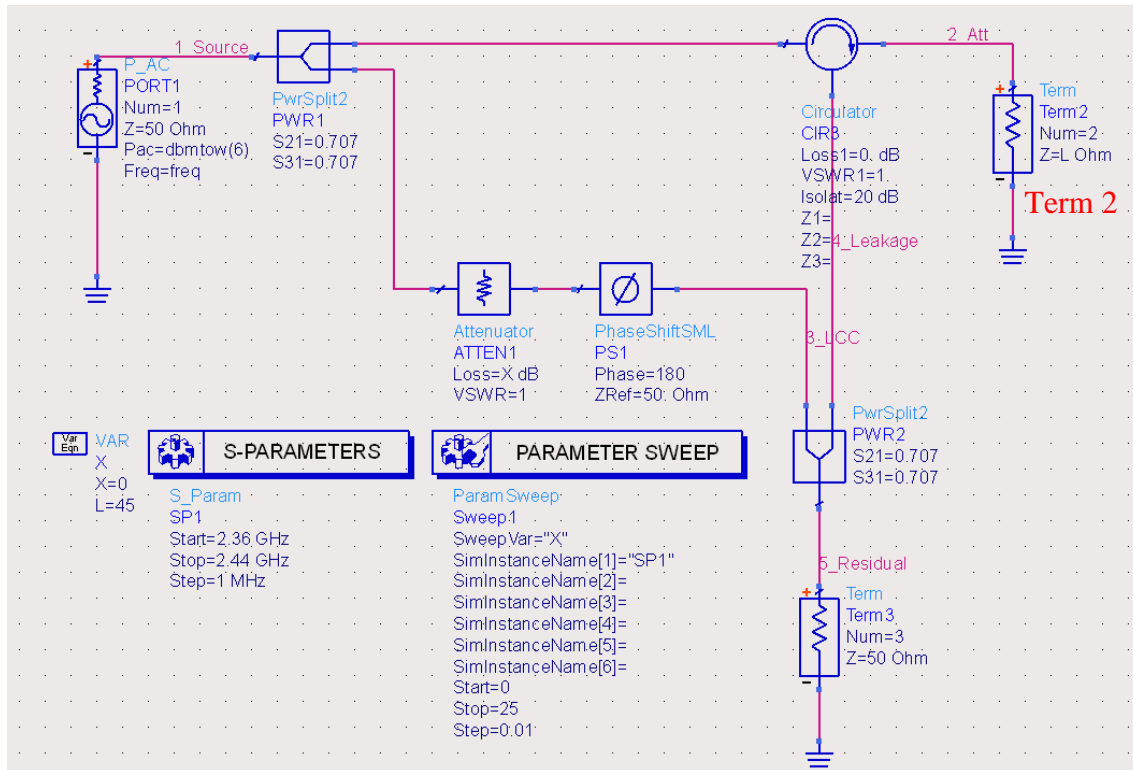 1_Source
P_AC
PORT1
Num=1
Z=50 Ohm
Pac=dbmtow(6)
Freq=freq
PwrSplit2
PWR1
S21=0.707
S31=0.707
2_Att
Circulator
CIR3
Loss1=0. dB
VSWR1=1.
Isolat=20 dB
Z1=
Z2=
Z3=
4_Leakage
Term
Term2
Num=2
Z=L Ohm
Term 2
Attenuator
ATTEN1
Loss=X dB
VSWR=1
PhaseShiftSML
PS1
Phase=180
ZRef=50. Ohm
3_LCC
PwrSplit2
PWR2
S21=0.707
S31=0.707
Var
Eqn
VAR
X
X=0
L=45
S-PARAMETERS
S_Param
SP1
Start=2.36 GHz
Stop=2.44 GHz
Step=1 MHz
PARAMETER SWEEP
ParamSweep
Sweep1
SweepVar="X"
SimInstanceName[1]="SP1"
SimInstanceName[2]=
SimInstanceName[3]=
SimInstanceName[4]=
SimInstanceName[5]=
SimInstanceName[6]=
Start=0
Stop=25
Step=0.01
5_Residual
Term
Term3
Num=3
Z=50 Ohm